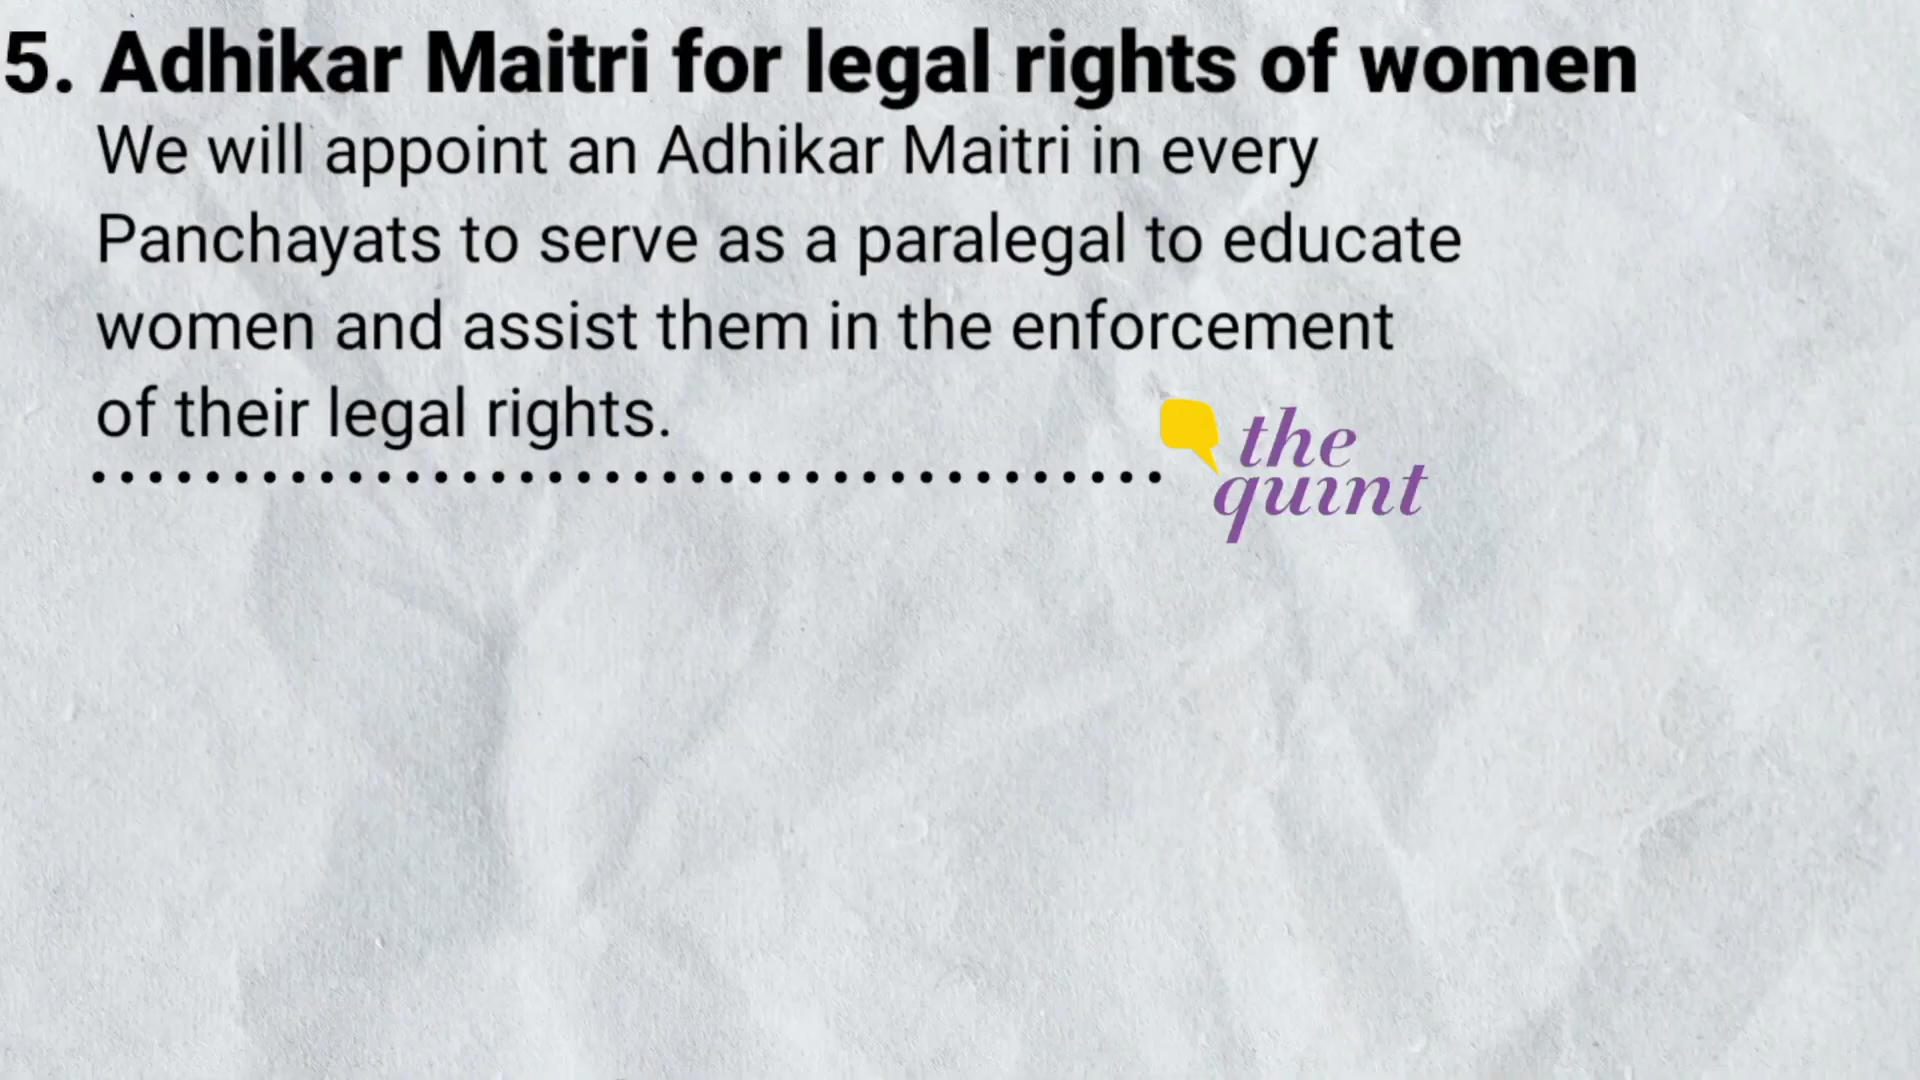 5. Adhikar Maitri for legal rights of women
We will appoint an Adhikar Maitri in every
Panchayats to serve as a paralegal to educate
women and assist them in the enforcement
of their legal rights.
the
quint